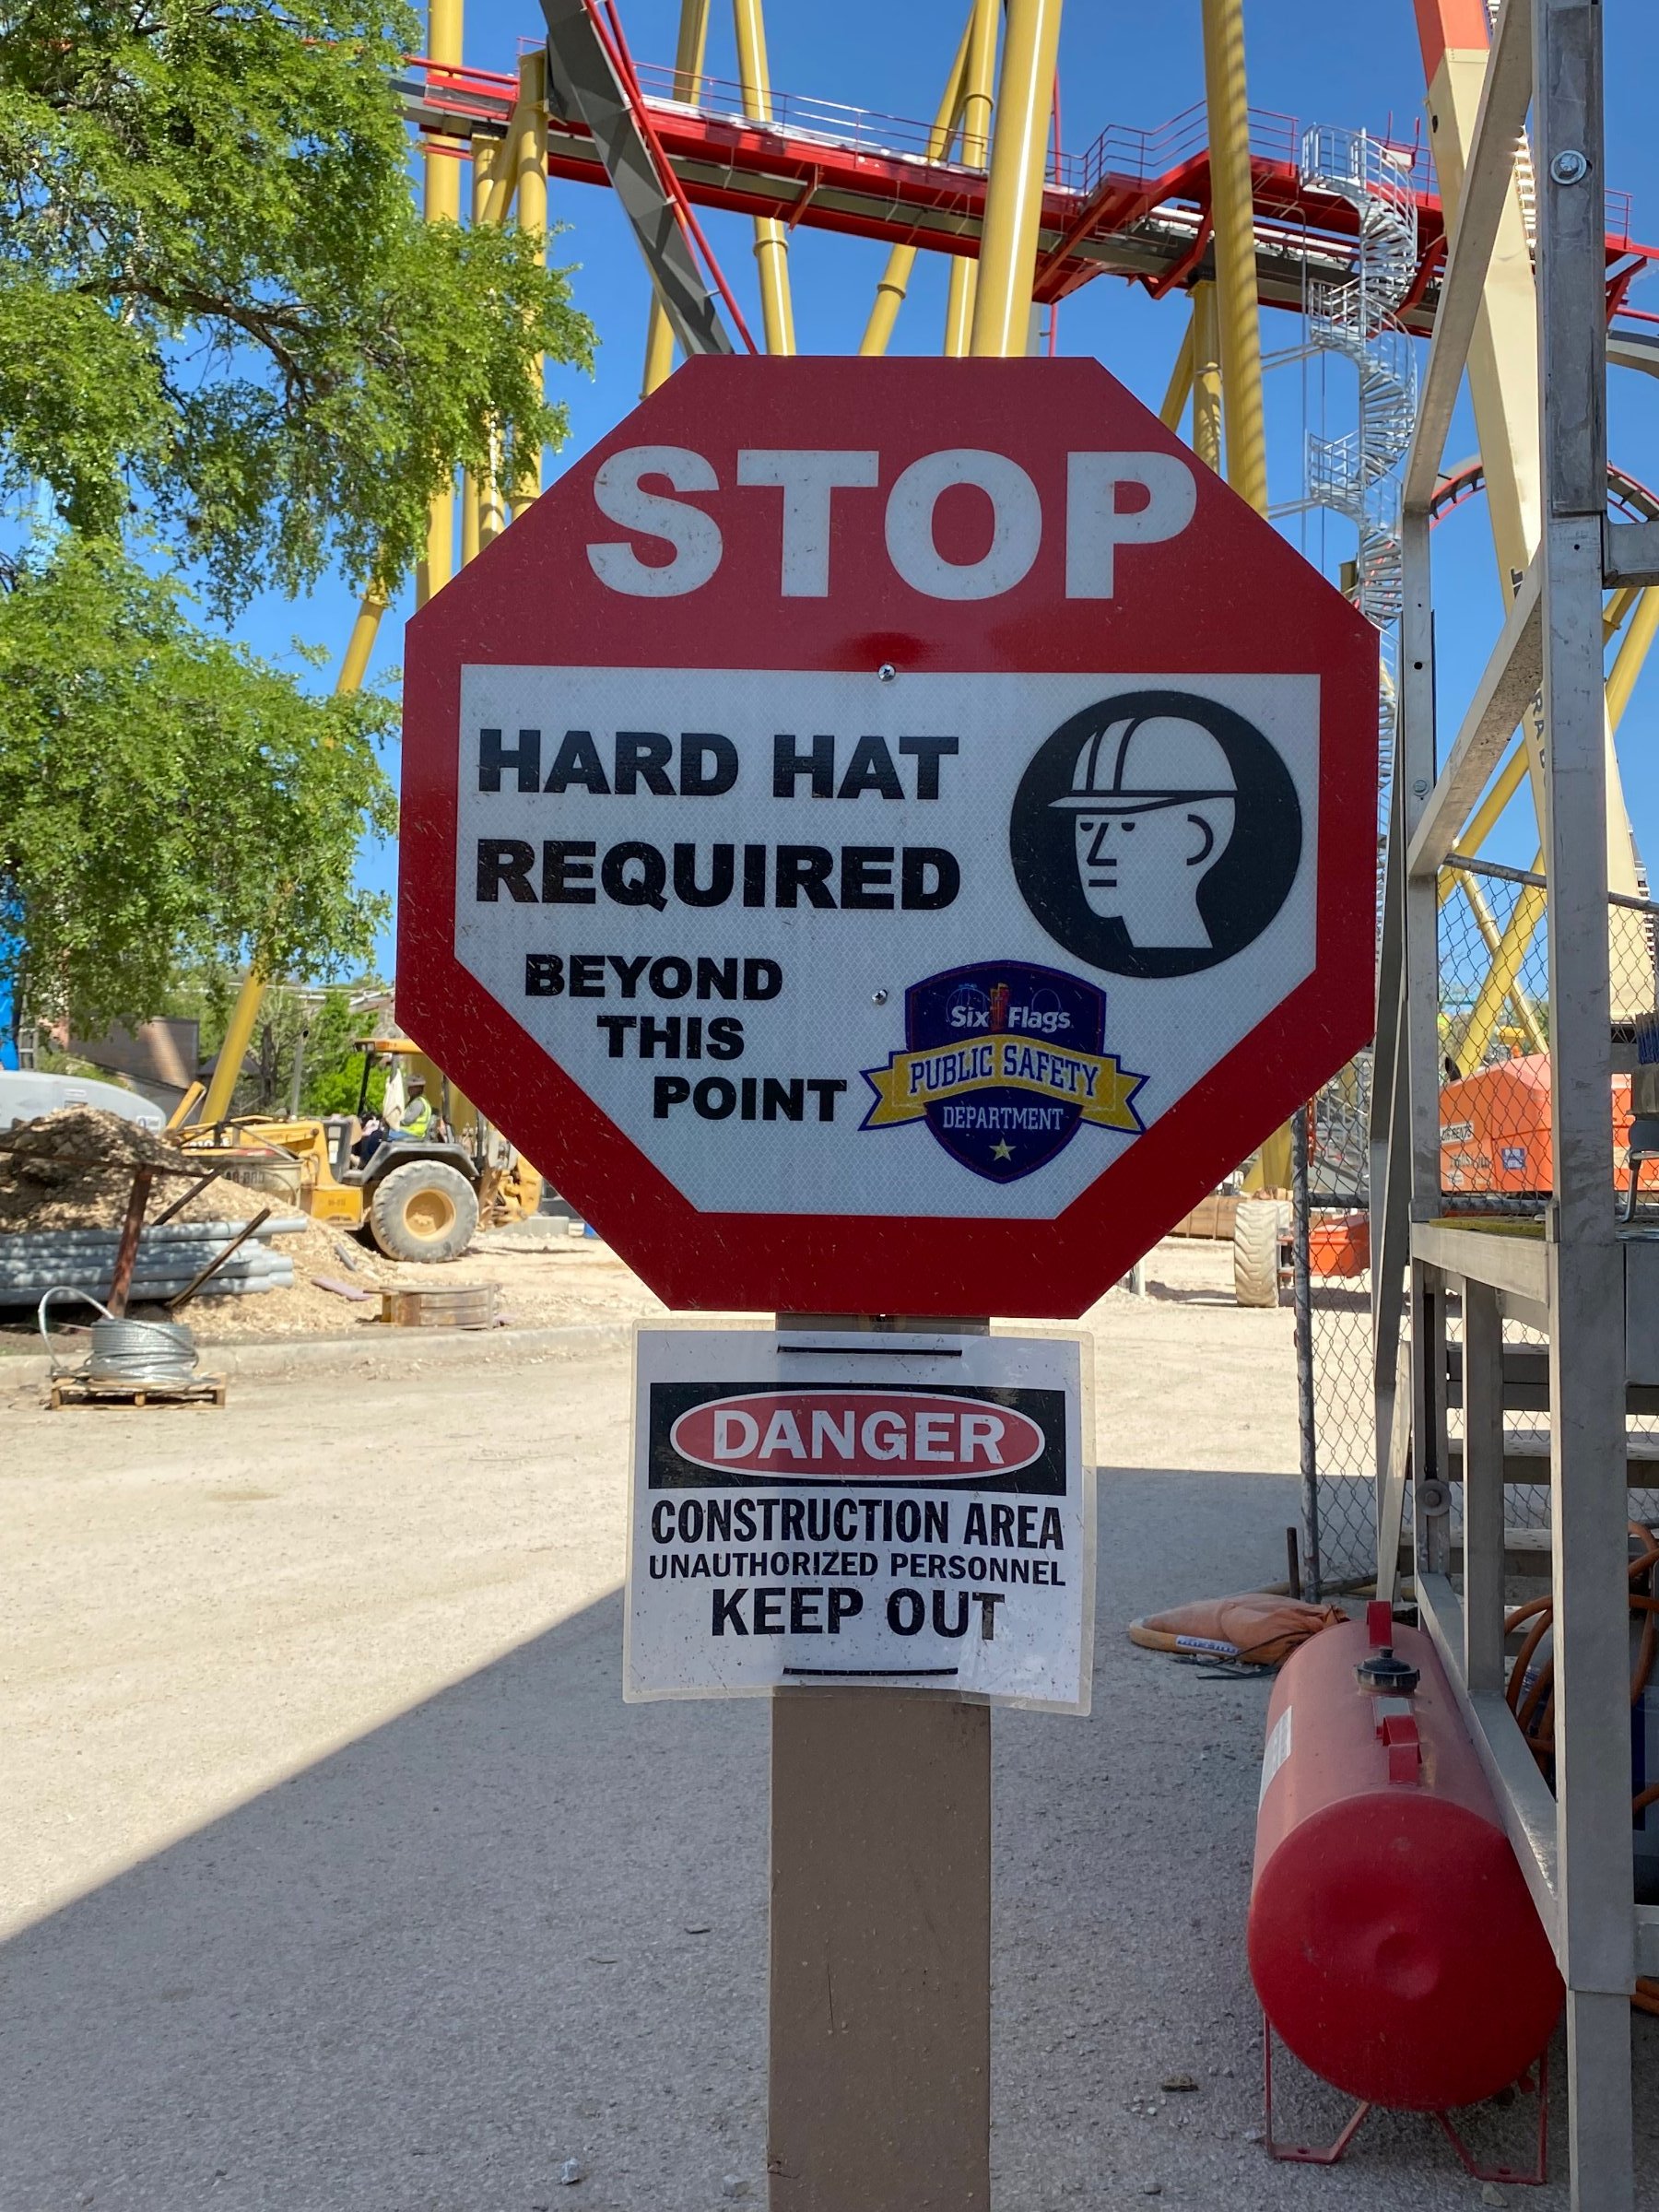 STOP
HARD HAT
REQUIRED
BEYOND
THIS
POINT
Six Flags
PUBLIC SAFETY
DEPARTMENT
DANGER
CONSTRUCTION AREA
UNAUTHORIZED PERSONNEL
KEEP OUT